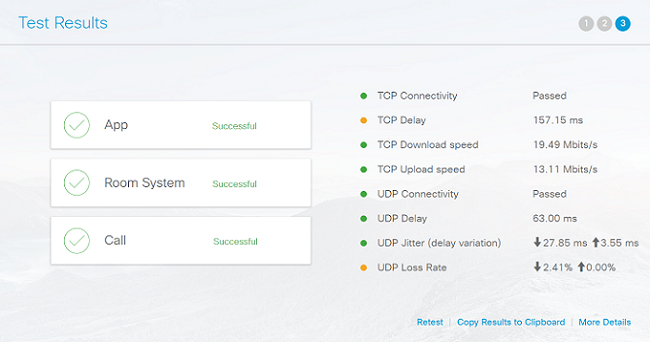 Test Results
1 2 3
App Successful
Room System Successful
Call Successful
TCP Connectivity Passed
TCP Delay 157.15 ms
TCP Download speed 19.49 Mbits/s
TCP Upload speed 13.11 Mbits/s
UDP Connectivity Passed
UDP Delay 63.00 ms
UDP Jitter (delay variation) 27.85 ms 3.55 ms
UDP Loss Rate 2.41% 0.00%
Retest | Copy Results to Clipboard | More Details